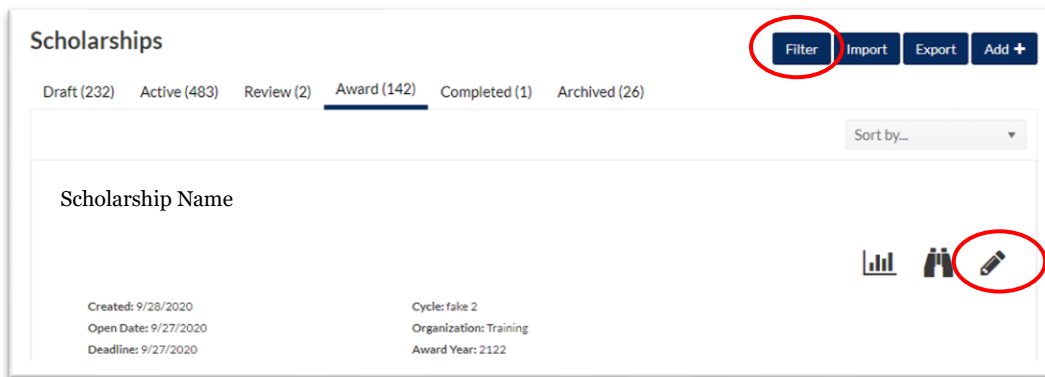 Scholarships
Filter Import Export Add +
Draft (232) Active (483) Review (2) Award (142) Completed (1) Archived (26)
Sort by...
Scholarship Name
Created: 9/28/2020 Cycle: fake 2
Open Date: 9/27/2020 Organization: Training
Deadline: 9/27/2020 Award Year: 2122